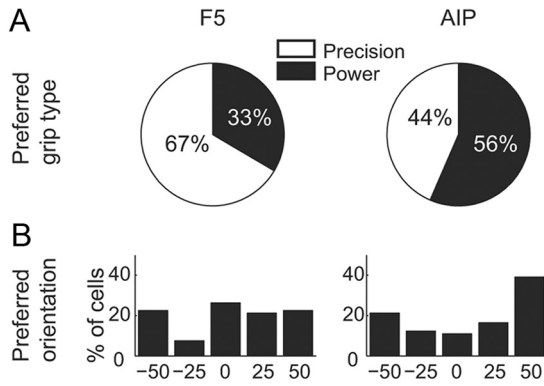 A
F5
AIP
Precision
Power
Preferred
grip type
67%
33%
44%
56%
B
Preferred
orientation
% of cells
40
20
0
−50 −25 0 25 50
40
20
0
−50 −25 0 25 50